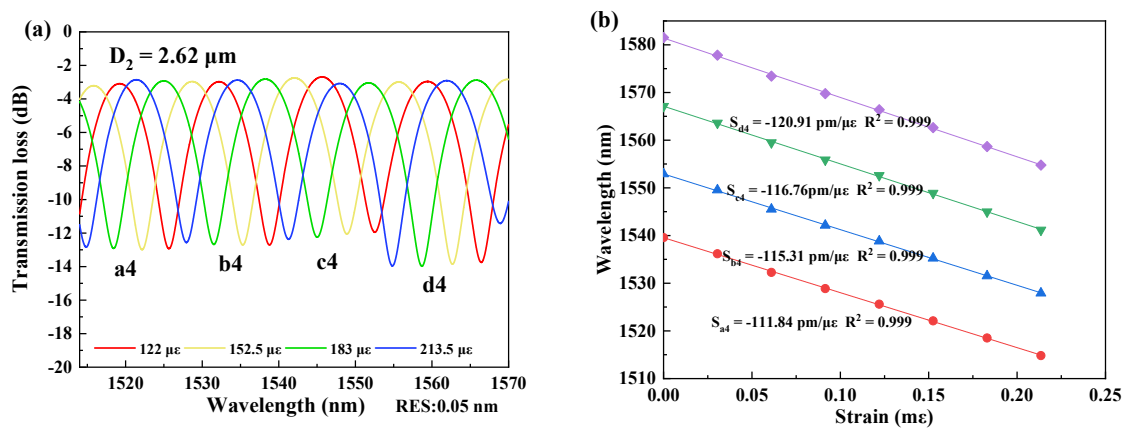 (a)
D₂ = 2.62 μm
Transmission loss (dB)
0
-2
-4
-6
-8
-10
-12
-14
-16
-18
-20
a4
b4
c4
d4
122 με
152.5 με
183 με
213.5 με
1520
1530
1540
1550
1560
1570
Wavelength (nm)
RES:0.05 nm
(b)
Wavelength (nm)
1580
1570
1560
1550
1540
1530
1520
1510
S_d4 = -120.91 pm/με R² = 0.999
S_c4 = -116.76pm/με R² = 0.999
S_b4 = -115.31 pm/με R² = 0.999
S_a4 = -111.84 pm/με R² = 0.999
0.00
0.05
0.10
0.15
0.20
0.25
Strain (mε)